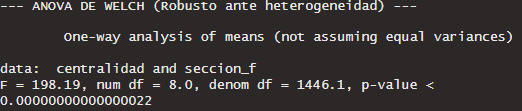 --- ANOVA DE WELCH (Robusto ante heterogeneidad) ---
One-way analysis of means (not assuming equal variances)
data:  centralidad and seccion_f
F = 198.19, num df = 8.0, denom df = 1446.1, p-value <
0.00000000000000022